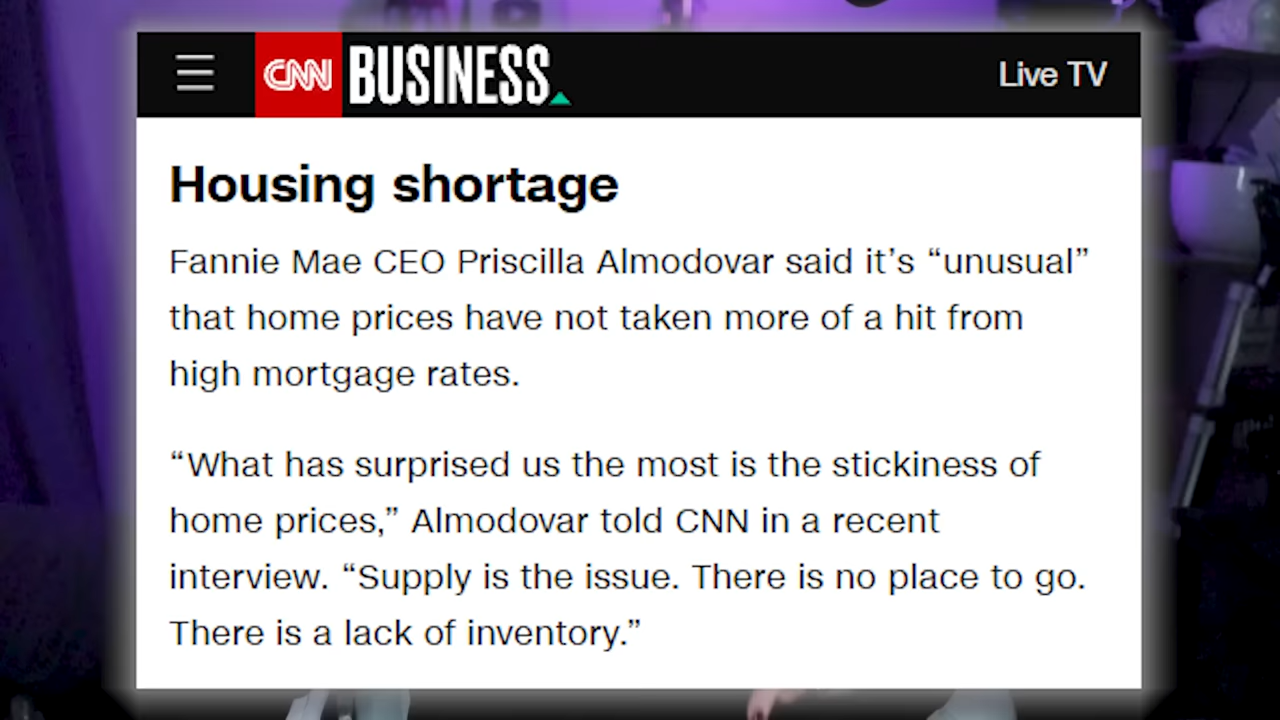 CNN BUSINESS
Live TV
Housing shortage
Fannie Mae CEO Priscilla Almodovar said it’s “unusual”
that home prices have not taken more of a hit from
high mortgage rates.
“What has surprised us the most is the stickiness of
home prices,” Almodovar told CNN in a recent
interview. “Supply is the issue. There is no place to go.
There is a lack of inventory.”